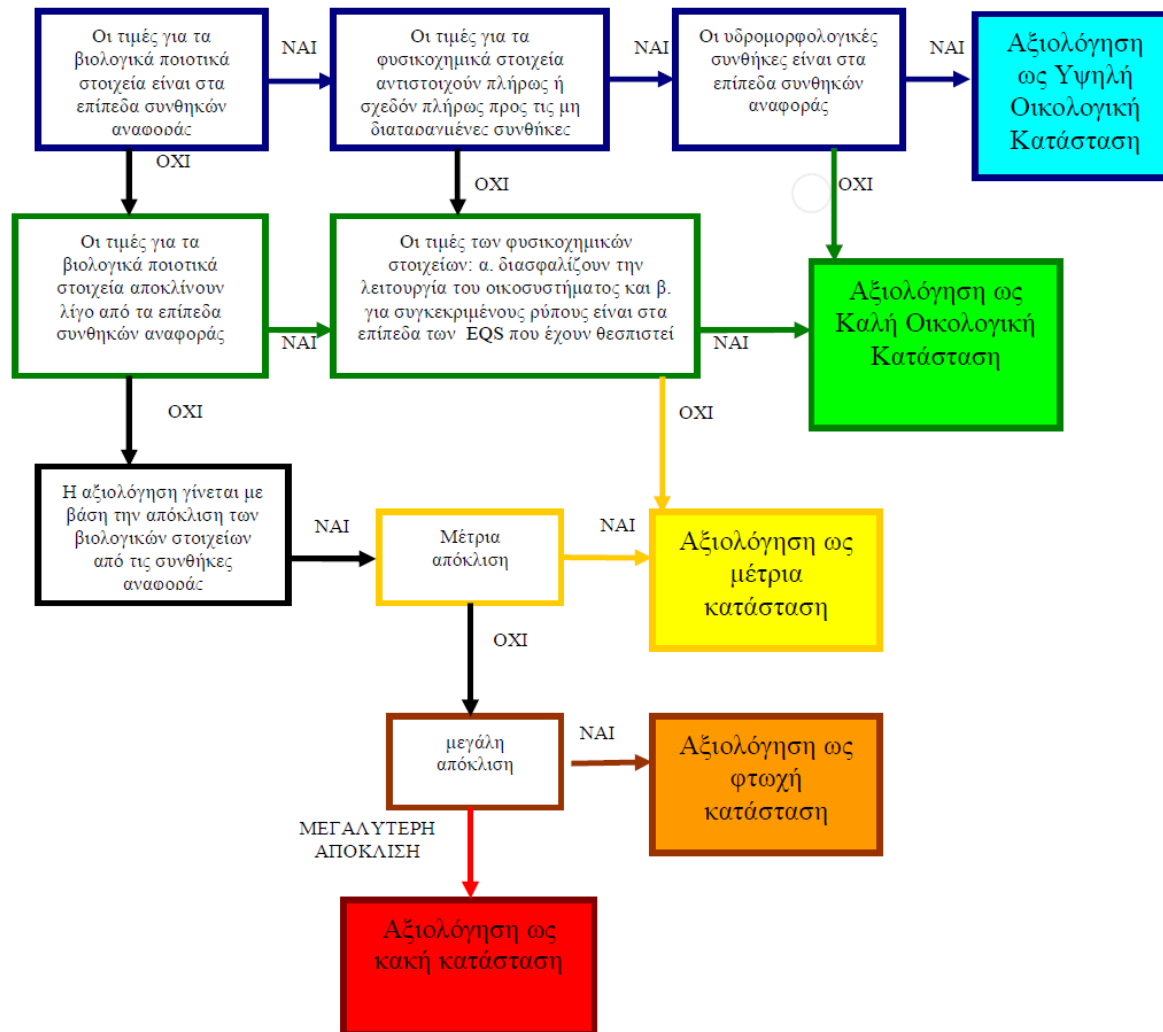 Οι τιμές για τα
βιολογικά ποιοτικά
στοιχεία είναι στα
επίπεδα συνθηκών
αναφοράς
ΝΑΙ
Οι τιμές για τα
φυσικοχημικά στοιχεία
αντιστοιχούν πλήρως ή
σχεδόν πλήρως προς τις μη
διαταραγμένες συνθήκες
ΝΑΙ
Οι υδρομορφολογικές
συνθήκες είναι στα
επίπεδα συνθηκών
αναφοράς
ΝΑΙ
Αξιολόγηση
ως Υψηλή
Οικολογική
Κατάσταση
ΟΧΙ
ΟΧΙ
ΟΧΙ
Οι τιμές για τα
βιολογικά ποιοτικά
στοιχεία αποκλίνουν
λίγο από τα επίπεδα
συνθηκών αναφοράς
ΝΑΙ
Οι τιμές των φυσικοχημικών
στοιχείων: α. διασφαλίζουν την
λειτουργία του οικοσυστήματος και β.
για συγκεκριμένους ρύπους είναι στα
επίπεδα των EQS που έχουν θεσπιστεί
ΝΑΙ
Αξιολόγηση ως
Καλή Οικολογική
Κατάσταση
ΟΧΙ
ΟΧΙ
Η αξιολόγηση γίνεται με
βάση την απόκλιση των
βιολογικών στοιχείων
από τις συνθήκες
αναφοράς
ΝΑΙ
Μέτρια
απόκλιση
ΝΑΙ
Αξιολόγηση ως
μέτρια
κατάσταση
ΟΧΙ
μεγάλη
απόκλιση
ΝΑΙ
Αξιολόγηση ως
φτωχή
κατάσταση
ΜΕΓΑΛΥΤΕΡΗ
ΑΠΟΚΛΙΣΗ
Αξιολόγηση ως
κακή κατάσταση